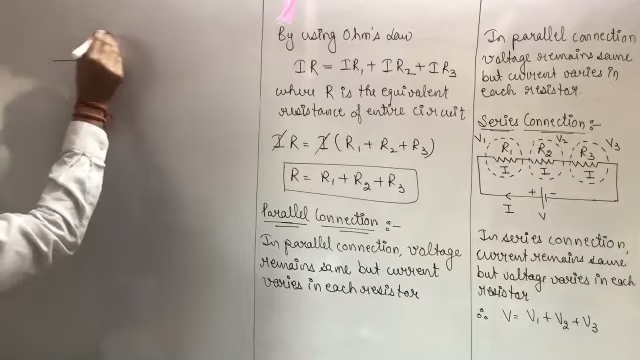 By using Ohm's Law
IR = IR₁ + IR₂ + IR₃
where R is the equivalent
resistance of entire circuit
I R = I (R₁ + R₂ + R₃)
R = R₁ + R₂ + R₃
Parallel Connection :-
In parallel connection, voltage
remains same but current
varies in each resistor
In parallel connection
voltage remains same
but current varies in
each resistor.
Series Connection :-
V₁ V₂ V₃
R₁ R₂ R₃
I I I
+ -
I
V
In series connection,
current remains same
but voltage varies in each
resistor
∴ V = V₁ + V₂ + V₃